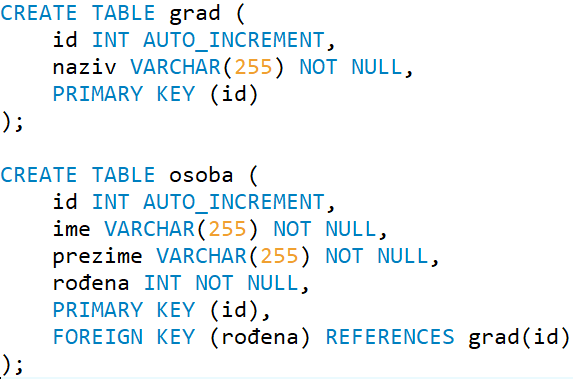 CREATE TABLE grad (
    id INT AUTO_INCREMENT,
    naziv VARCHAR(255) NOT NULL,
    PRIMARY KEY (id)
);

CREATE TABLE osoba (
    id INT AUTO_INCREMENT,
    ime VARCHAR(255) NOT NULL,
    prezime VARCHAR(255) NOT NULL,
    rođena INT NOT NULL,
    PRIMARY KEY (id),
    FOREIGN KEY (rođena) REFERENCES grad(id)
);